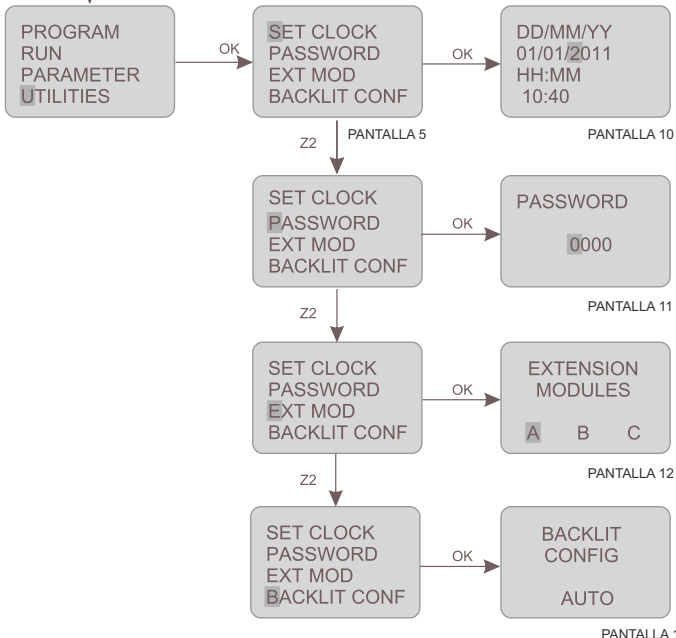 PROGRAM
RUN
PARAMETER
UTILITIES
OK
SET CLOCK
PASSWORD
EXT MOD
BACKLIT CONF
OK
DD/MM/YY
01/01/2011
HH:MM
10:40
Z2
PANTALLA 5
PANTALLA 10
SET CLOCK
PASSWORD
EXT MOD
BACKLIT CONF
OK
PASSWORD
0000
PANTALLA 11
Z2
SET CLOCK
PASSWORD
EXT MOD
BACKLIT CONF
OK
EXTENSION
MODULES
A B C
PANTALLA 12
Z2
SET CLOCK
PASSWORD
EXT MOD
BACKLIT CONF
OK
BACKLIT
CONFIG
AUTO
PANTALLA